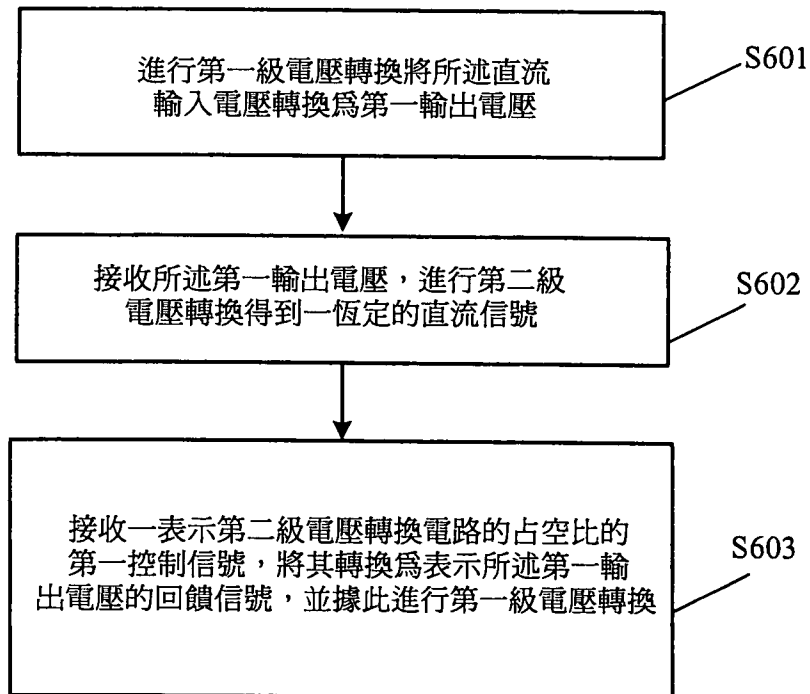 進行第一級電壓轉換將所述直流
輸入電壓轉換爲第一輸出電壓
S601
接收所述第一輸出電壓，進行第二級
電壓轉換得到一恆定的直流信號
S602
接收一表示第二級電壓轉換電路的占空比的
第一控制信號，將其轉換爲表示所述第一輸
出電壓的回饋信號，並據此進行第一級電壓轉換
S603